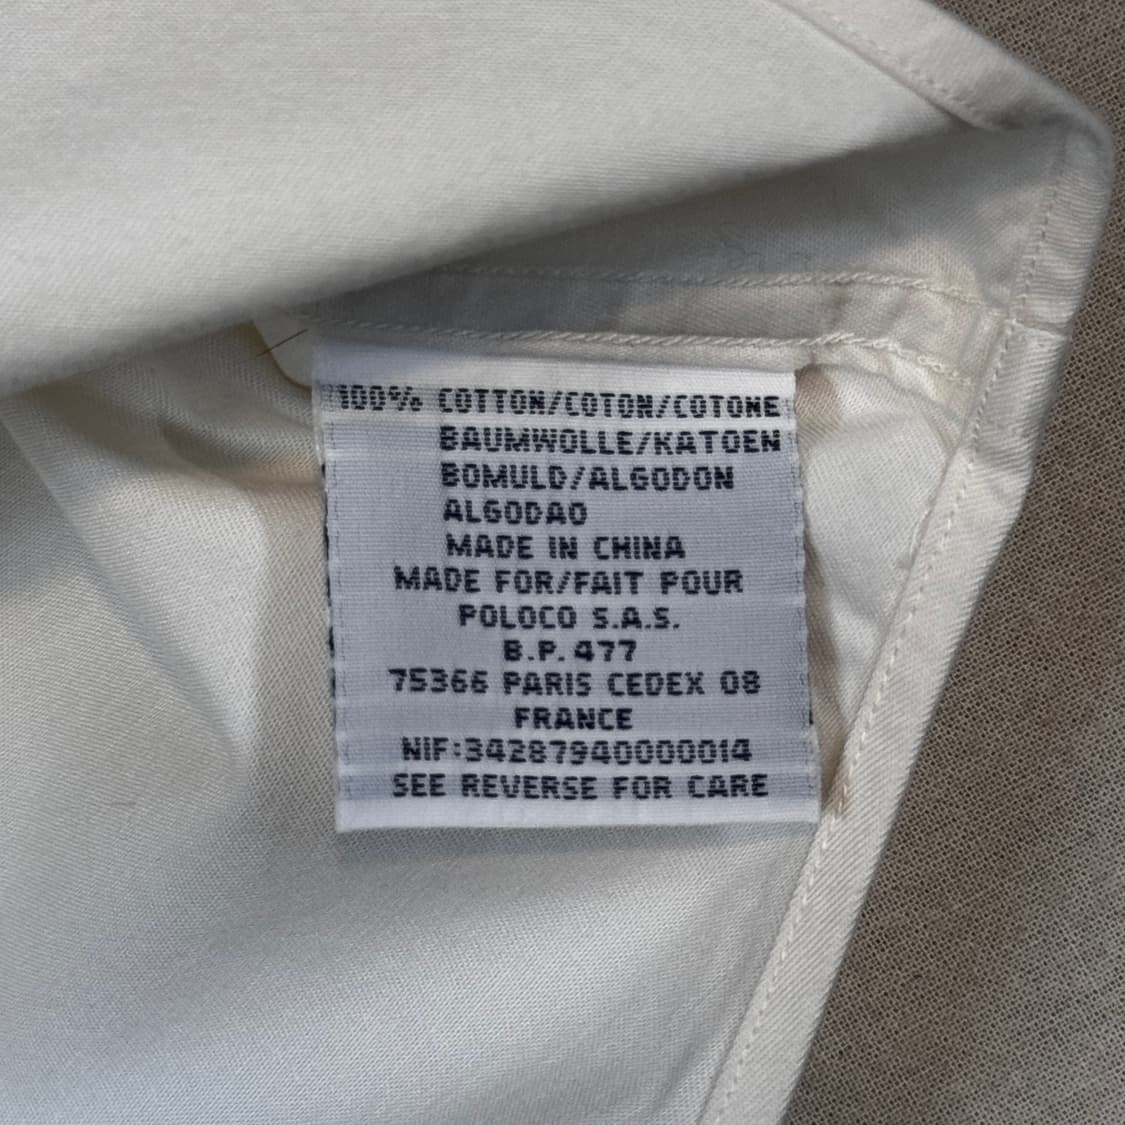 100% COTTON/COTON/COTONE
BAUMWOLLE/KATOEN
BOMULD/ALGODON
ALGODAO
MADE IN CHINA
MADE FOR/FAIT POUR
POLOCO S.A.S.
B.P. 477
75366 PARIS CEDEX 08
FRANCE
NIF:34287940000014
SEE REVERSE FOR CARE